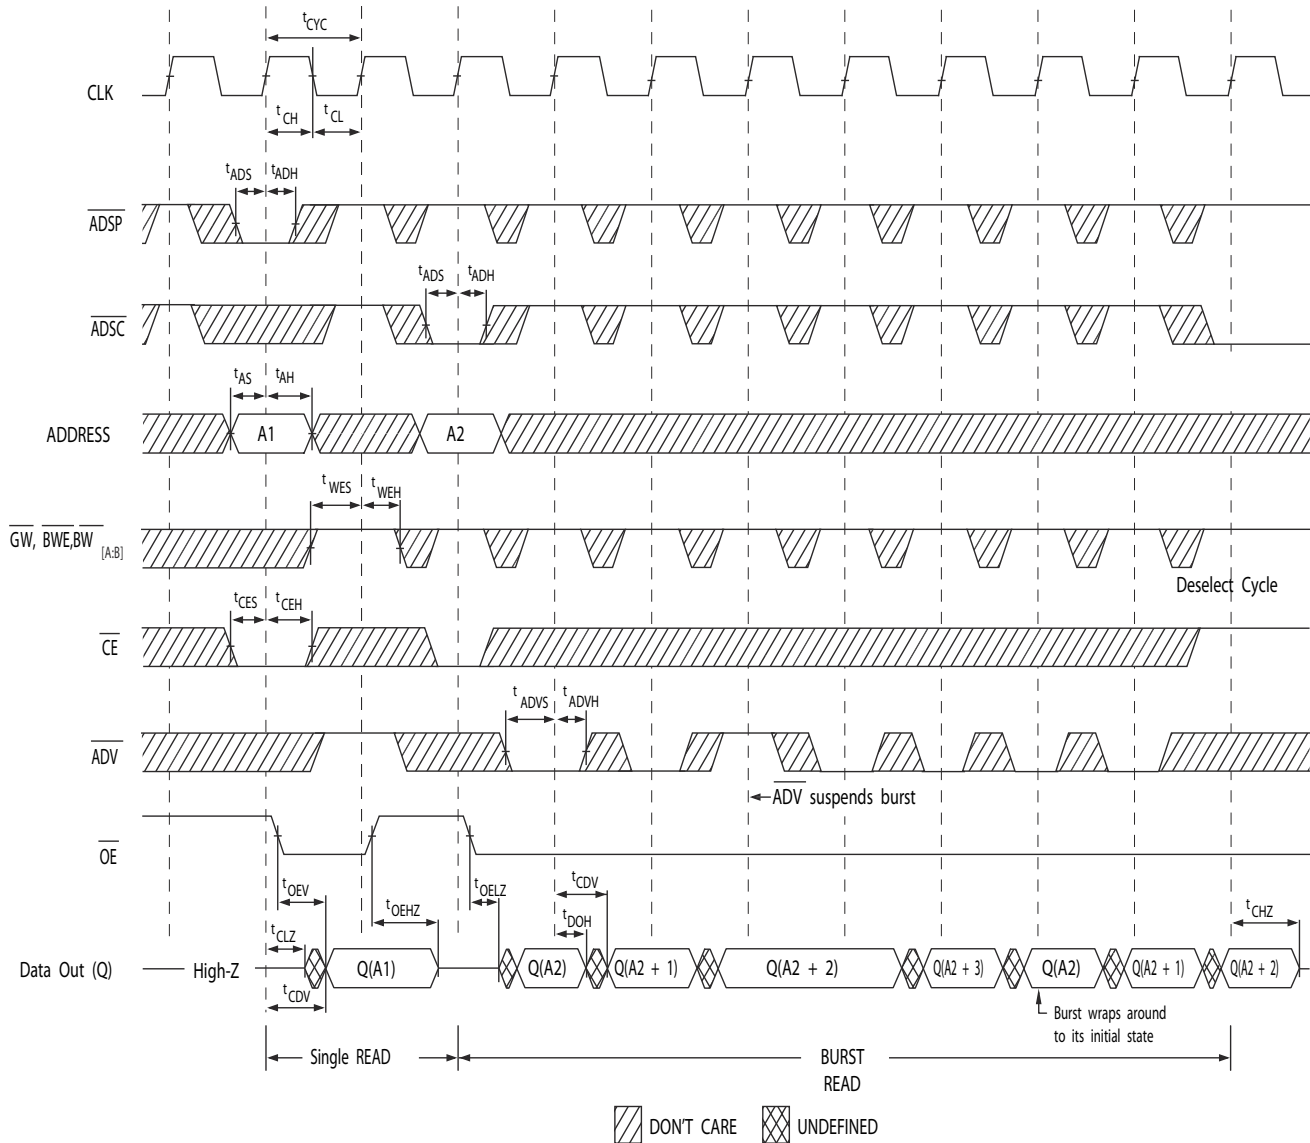 tCYC
CLK
tCH tCL
tADS tADH
ADSP
tADS tADH
ADSC
tAS tAH
ADDRESS A1 A2
tWES tWEH
GW, BWE,BW [A:B]
Deselect Cycle
tCES tCEH
CE
tADVS tADVH
ADV
ADV suspends burst
OE
tOEV tOEHZ tOELZ tCDV
tCLZ tDOH tCHZ
Data Out (Q) High-Z Q(A1) Q(A2) Q(A2 + 1) Q(A2 + 2) Q(A2 + 3) Q(A2) Q(A2 + 1) Q(A2 + 2)
tCDV
Burst wraps around
to its initial state
Single READ BURST
READ
DON'T CARE UNDEFINED